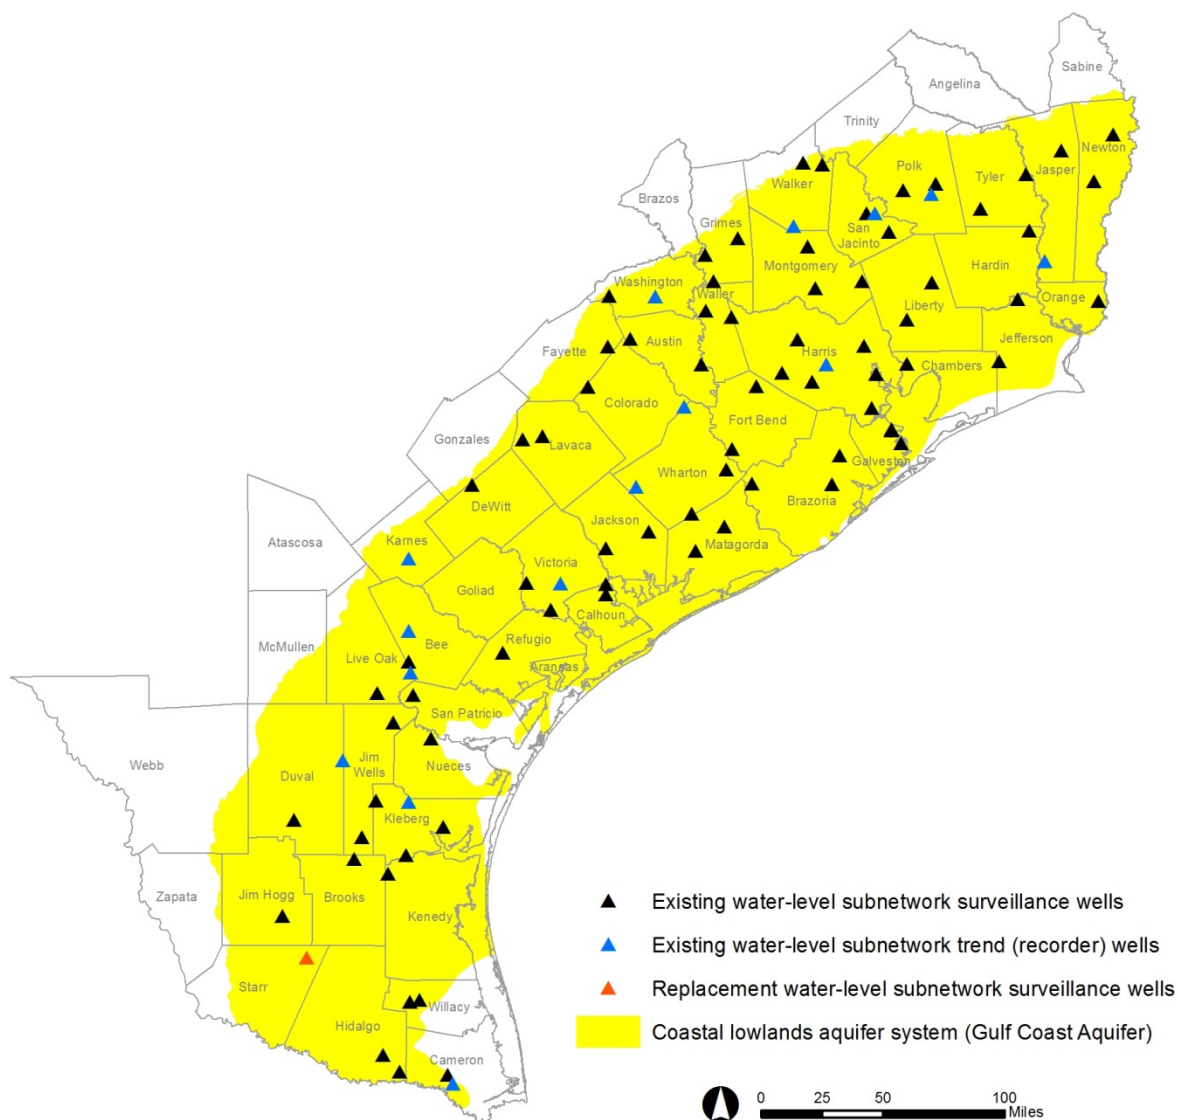 Sabine
Angelina
Trinity
Newton
Polk
Jasper
Tyler
Walker
Brazos
Grimes
San
Jacinto
Hardin
Montgomery
Washington
Waller
Liberty
Orange
Jefferson
Austin
Harris
Fayette
Chambers
Colorado
Fort Bend
Gonzales
Lavaca
Galveston
Wharton
Brazoria
DeWitt
Jackson
Atascosa
Karnes
Matagorda
Victoria
Goliad
Calhoun
McMullen
Bee
Refugio
Live Oak
Aransas
San Patricio
Webb
Jim
Wells
Nueces
Duval
Kleberg
Zapata
Jim Hogg
Brooks
Kenedy
Starr
Willacy
Hidalgo
Cameron
Existing water-level subnetwork surveillance wells
Existing water-level subnetwork trend (recorder) wells
Replacement water-level subnetwork surveillance wells
Coastal lowlands aquifer system (Gulf Coast Aquifer)
0 25 50 100
Miles